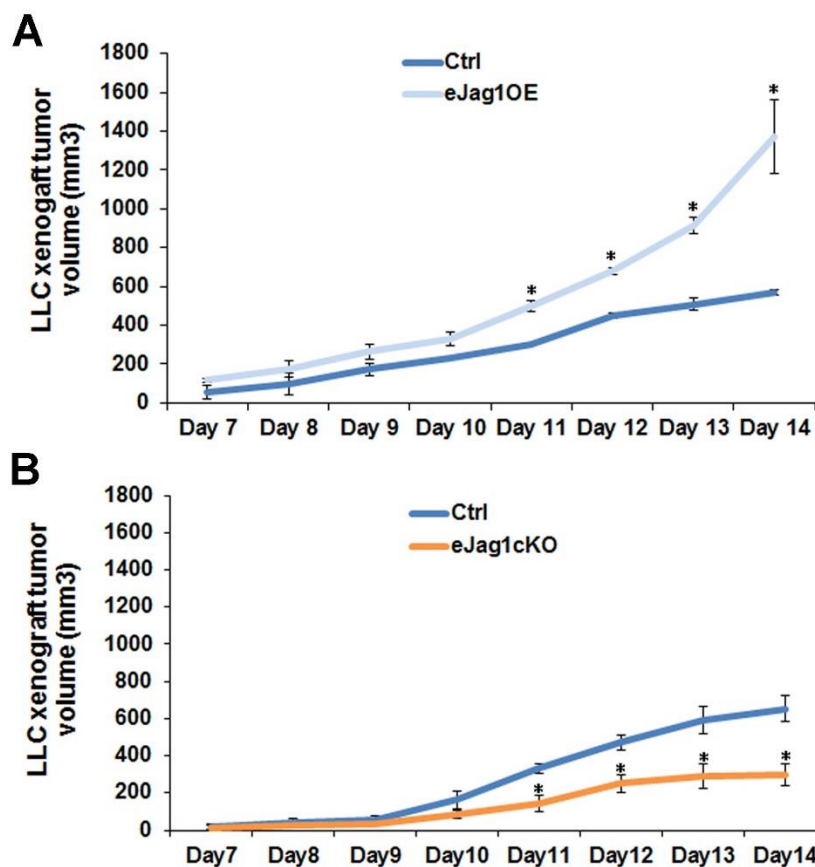 A
LLC xenogaft tumor
volume (mm3)
1800
1600
1400
1200
1000
800
600
400
200
0
Ctrl
eJag1OE
*
*
*
*
Day 7 Day 8 Day 9 Day 10 Day 11 Day 12 Day 13 Day 14
B
LLC xenograft tumor
volume (mm3)
1800
1600
1400
1200
1000
800
600
400
200
0
Ctrl
eJag1cKO
* * * *
Day7 Day8 Day9 Day10 Day11 Day12 Day13 Day14